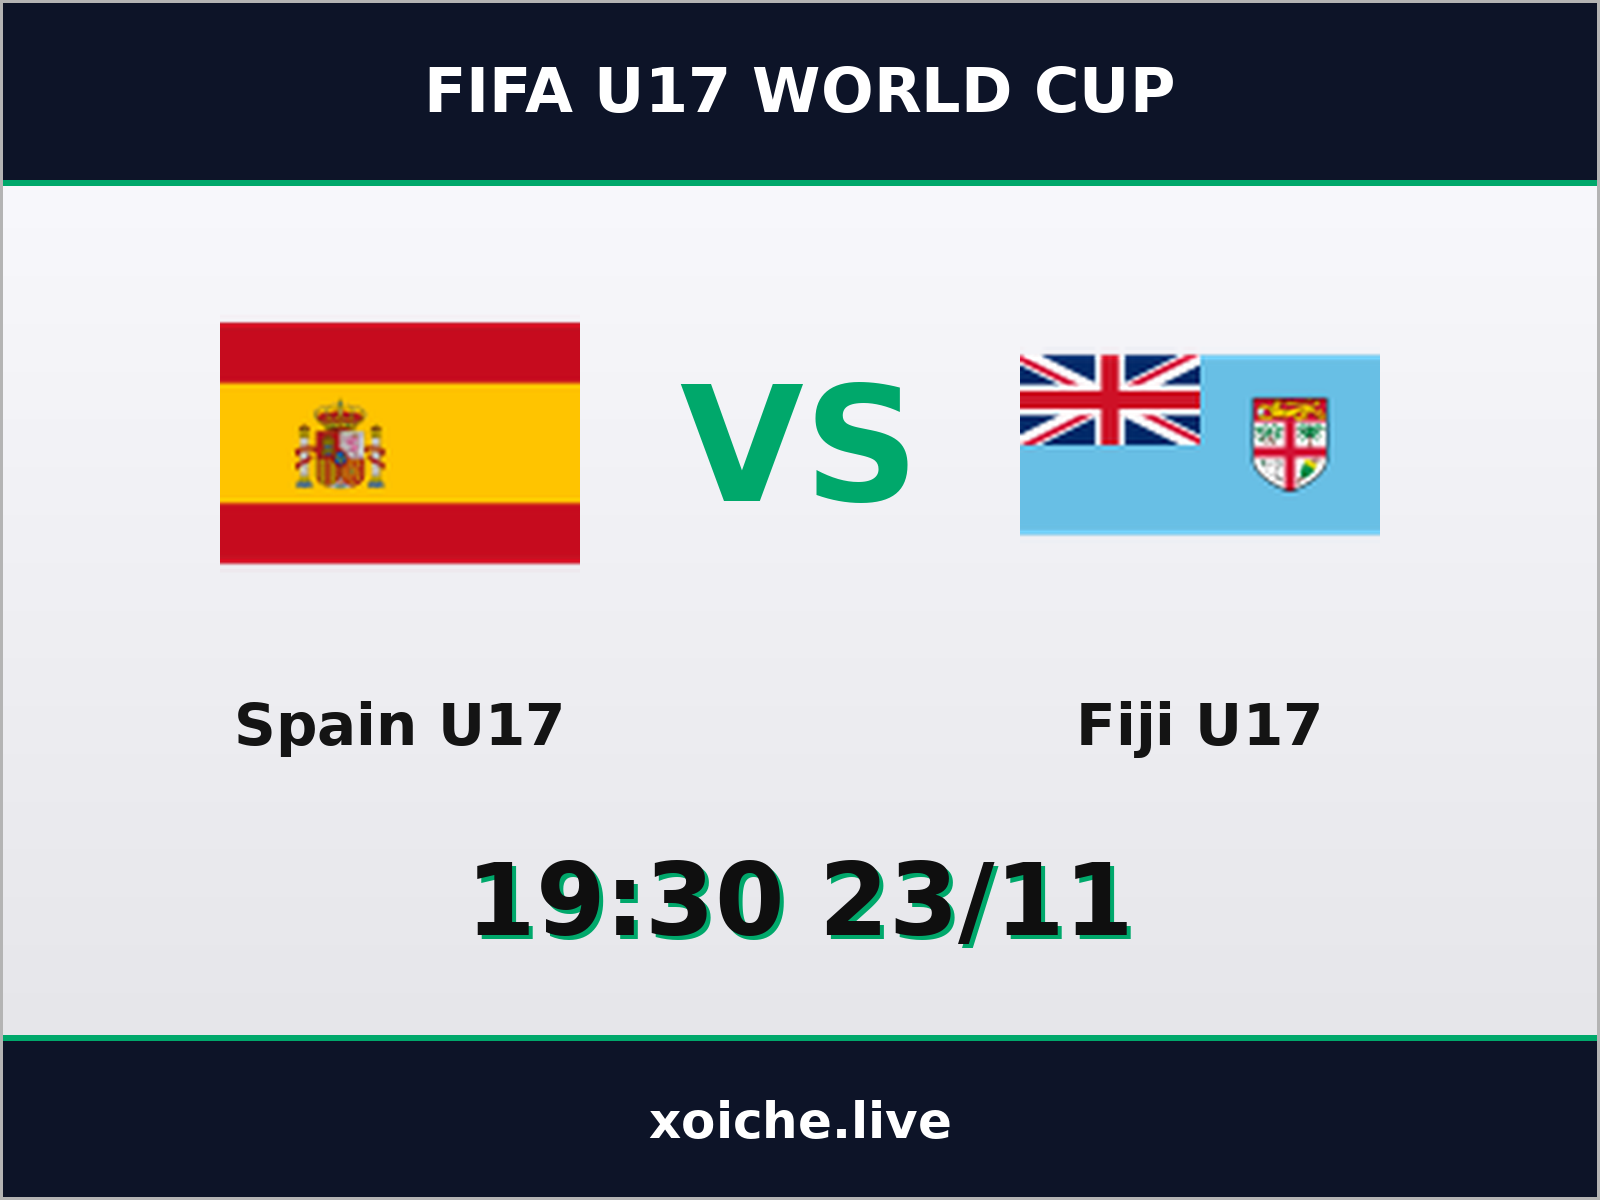 FIFA U17 WORLD CUP
VS
Spain U17
Fiji U17
19:30 23/11
xoiche.live